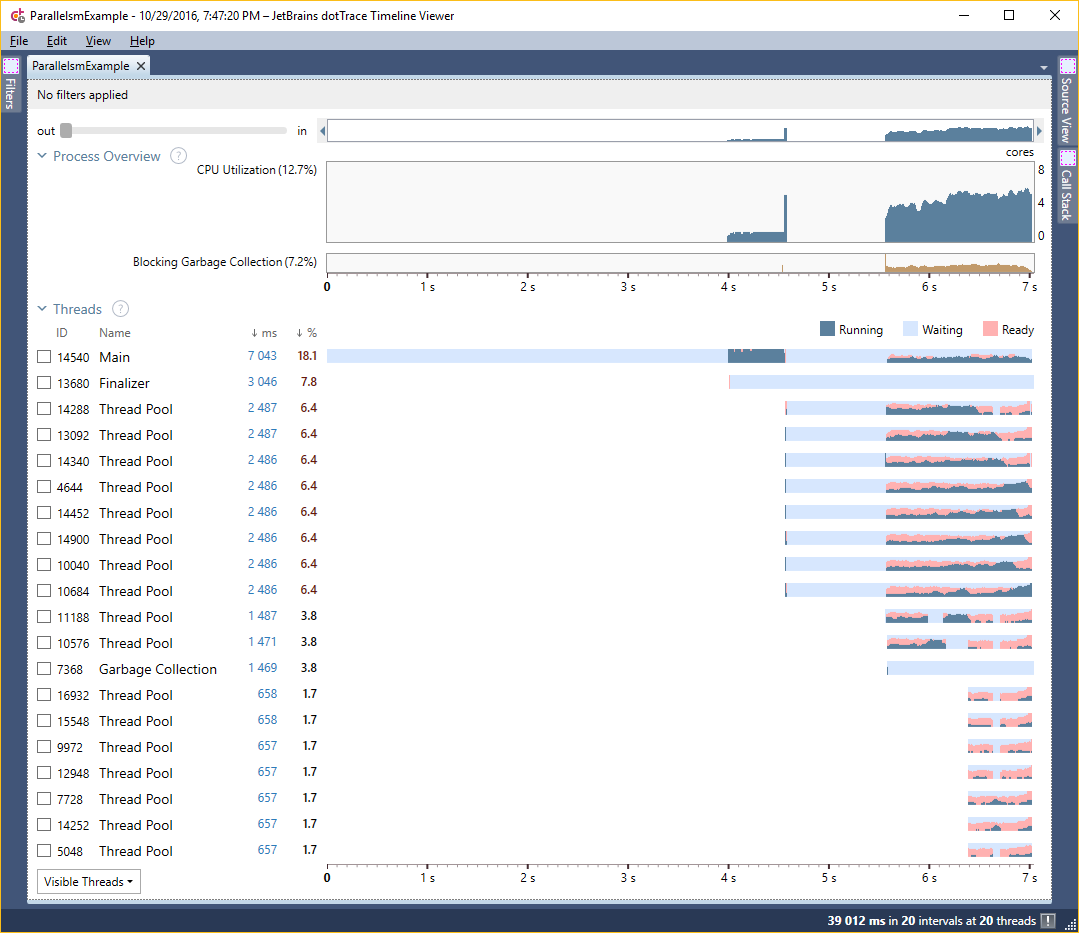 ParallelsmExample - 10/29/2016, 7:47:20 PM – JetBrains dotTrace Timeline Viewer
File Edit View Help
ParallelsmExample
Filters
Source View
Call Stack
No filters applied
out in
Process Overview ?
cores
CPU Utilization (12.7%) 8
4
0
Blocking Garbage Collection (7.2%)
0 1 s 2 s 3 s 4 s 5 s 6 s 7 s
Threads ?
ID Name ↓ ms ↓ % Running Waiting Ready
14540 Main 7 043 18.1
13680 Finalizer 3 046 7.8
14288 Thread Pool 2 487 6.4
13092 Thread Pool 2 487 6.4
14340 Thread Pool 2 486 6.4
4644 Thread Pool 2 486 6.4
14452 Thread Pool 2 486 6.4
14900 Thread Pool 2 486 6.4
10040 Thread Pool 2 486 6.4
10684 Thread Pool 2 486 6.4
11188 Thread Pool 1 487 3.8
10576 Thread Pool 1 471 3.8
7368 Garbage Collection 1 469 3.8
16932 Thread Pool 658 1.7
15548 Thread Pool 658 1.7
9972 Thread Pool 657 1.7
12948 Thread Pool 657 1.7
7728 Thread Pool 657 1.7
14252 Thread Pool 657 1.7
5048 Thread Pool 657 1.7
Visible Threads
0 1 s 2 s 3 s 4 s 5 s 6 s 7 s
39 012 ms in 20 intervals at 20 threads !